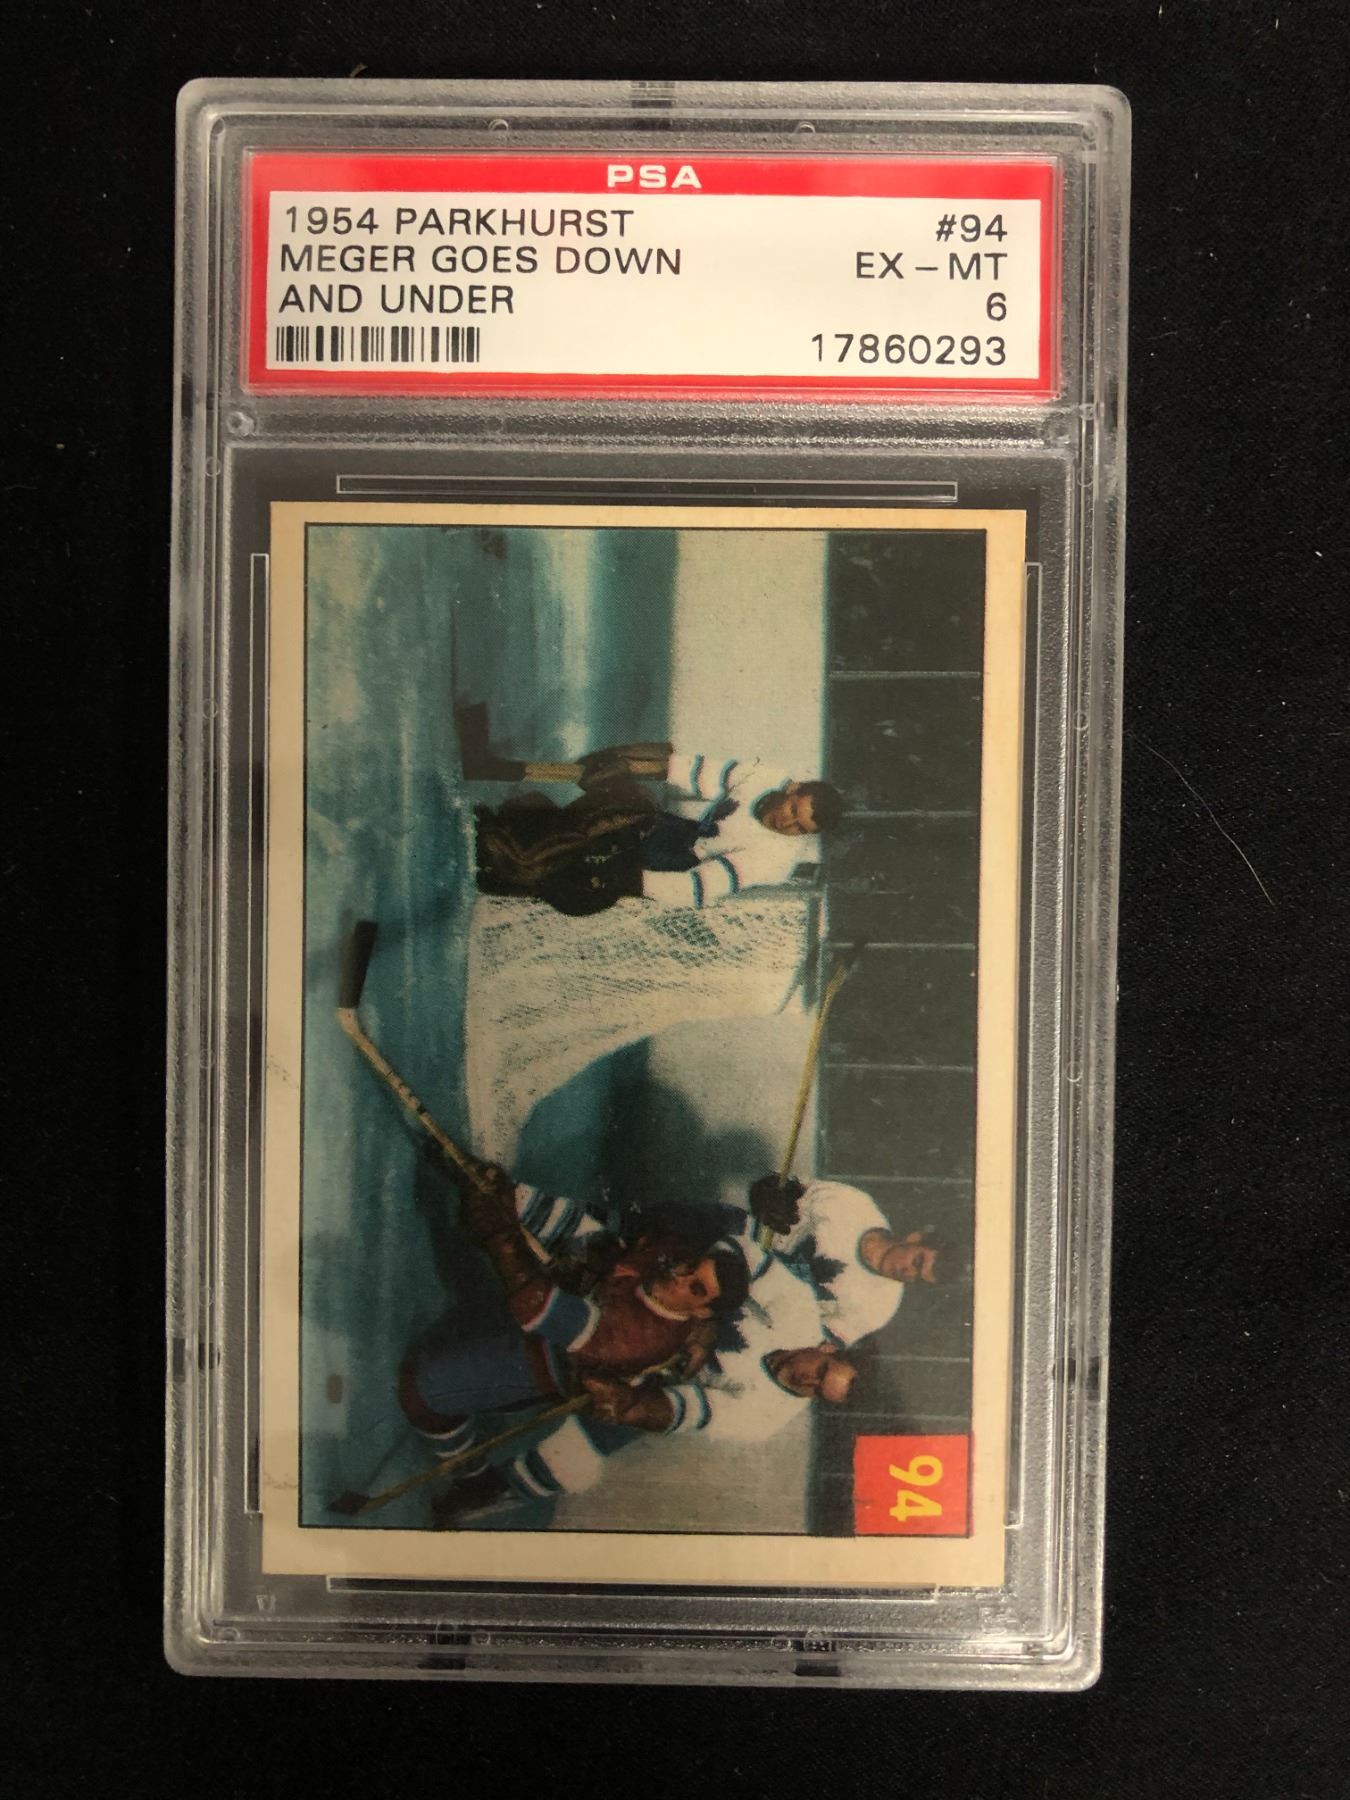 PSA
1954 PARKHURST #94
MEGER GOES DOWN EX - MT
AND UNDER 6
17860293
94